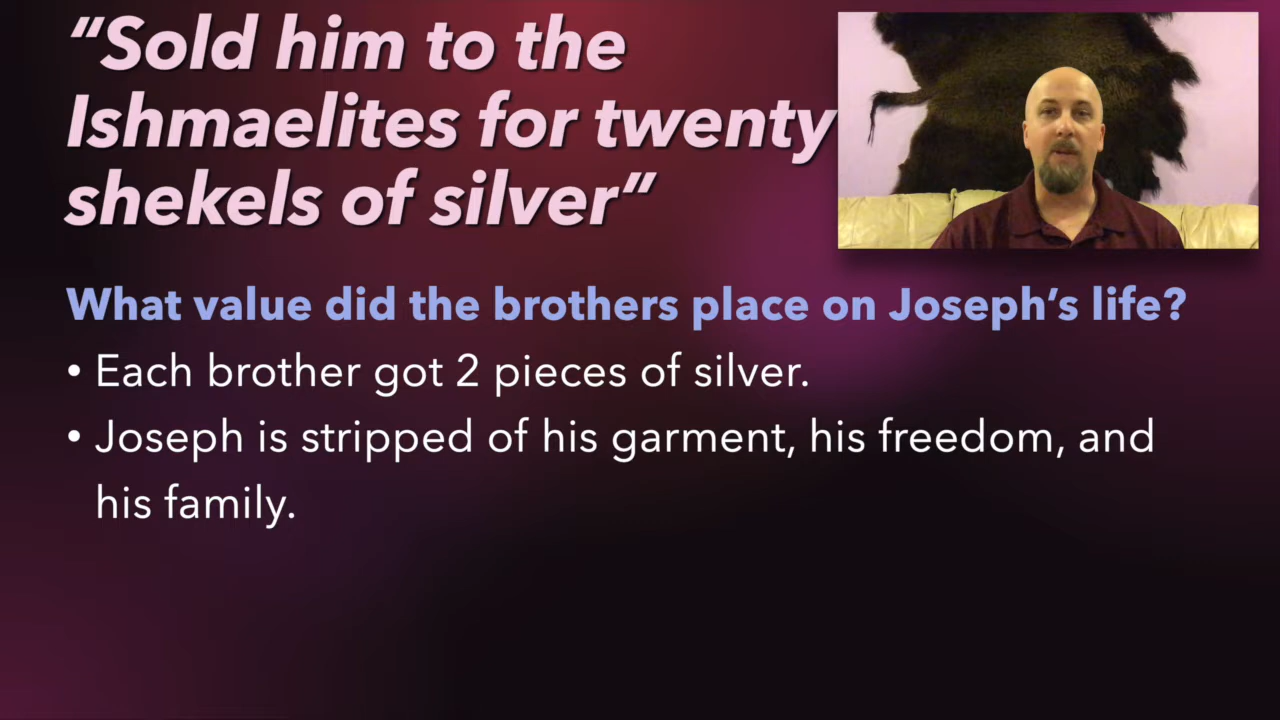 “Sold him to the
Ishmaelites for twenty
shekels of silver”
What value did the brothers place on Joseph’s life?
• Each brother got 2 pieces of silver.
• Joseph is stripped of his garment, his freedom, and
his family.